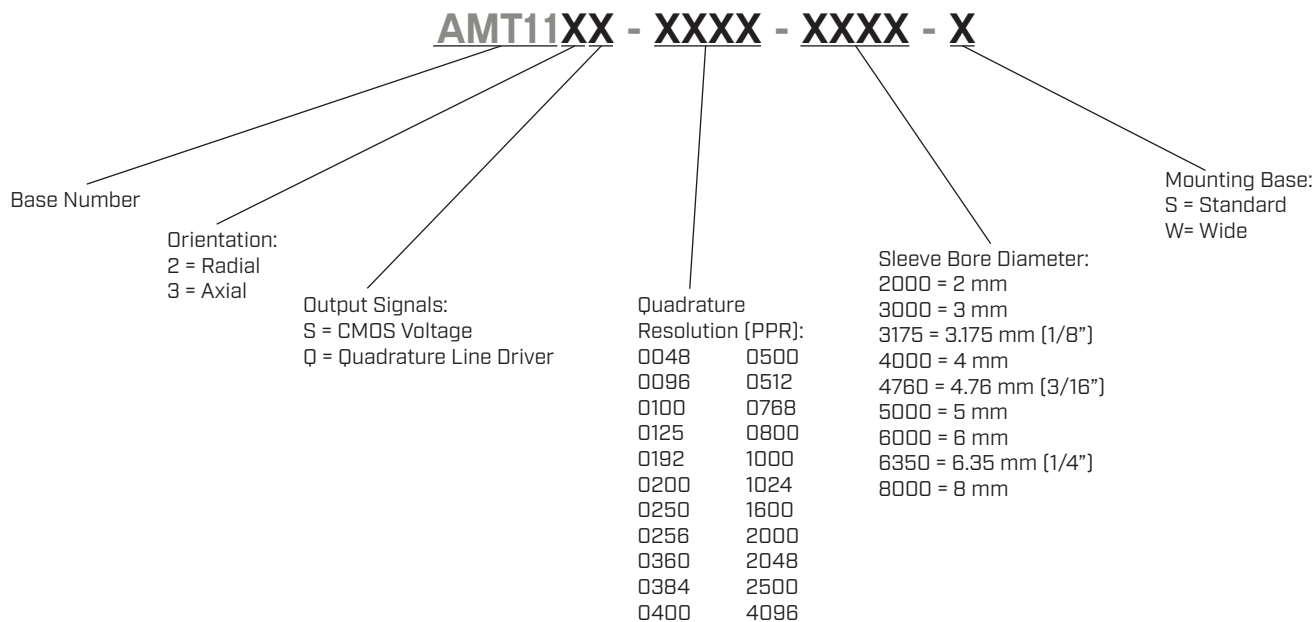 AMT11XX - XXXX - XXXX - X
Base Number
Orientation:
2 = Radial
3 = Axial
Output Signals:
S = CMOS Voltage
Q = Quadrature Line Driver
Quadrature
Resolution (PPR):
0048 0500
0096 0512
0100 0768
0125 0800
0192 1000
0200 1024
0250 1600
0256 2000
0360 2048
0384 2500
0400 4096
Sleeve Bore Diameter:
2000 = 2 mm
3000 = 3 mm
3175 = 3.175 mm (1/8”)
4000 = 4 mm
4760 = 4.76 mm (3/16”)
5000 = 5 mm
6000 = 6 mm
6350 = 6.35 mm (1/4”)
8000 = 8 mm
Mounting Base:
S = Standard
W= Wide